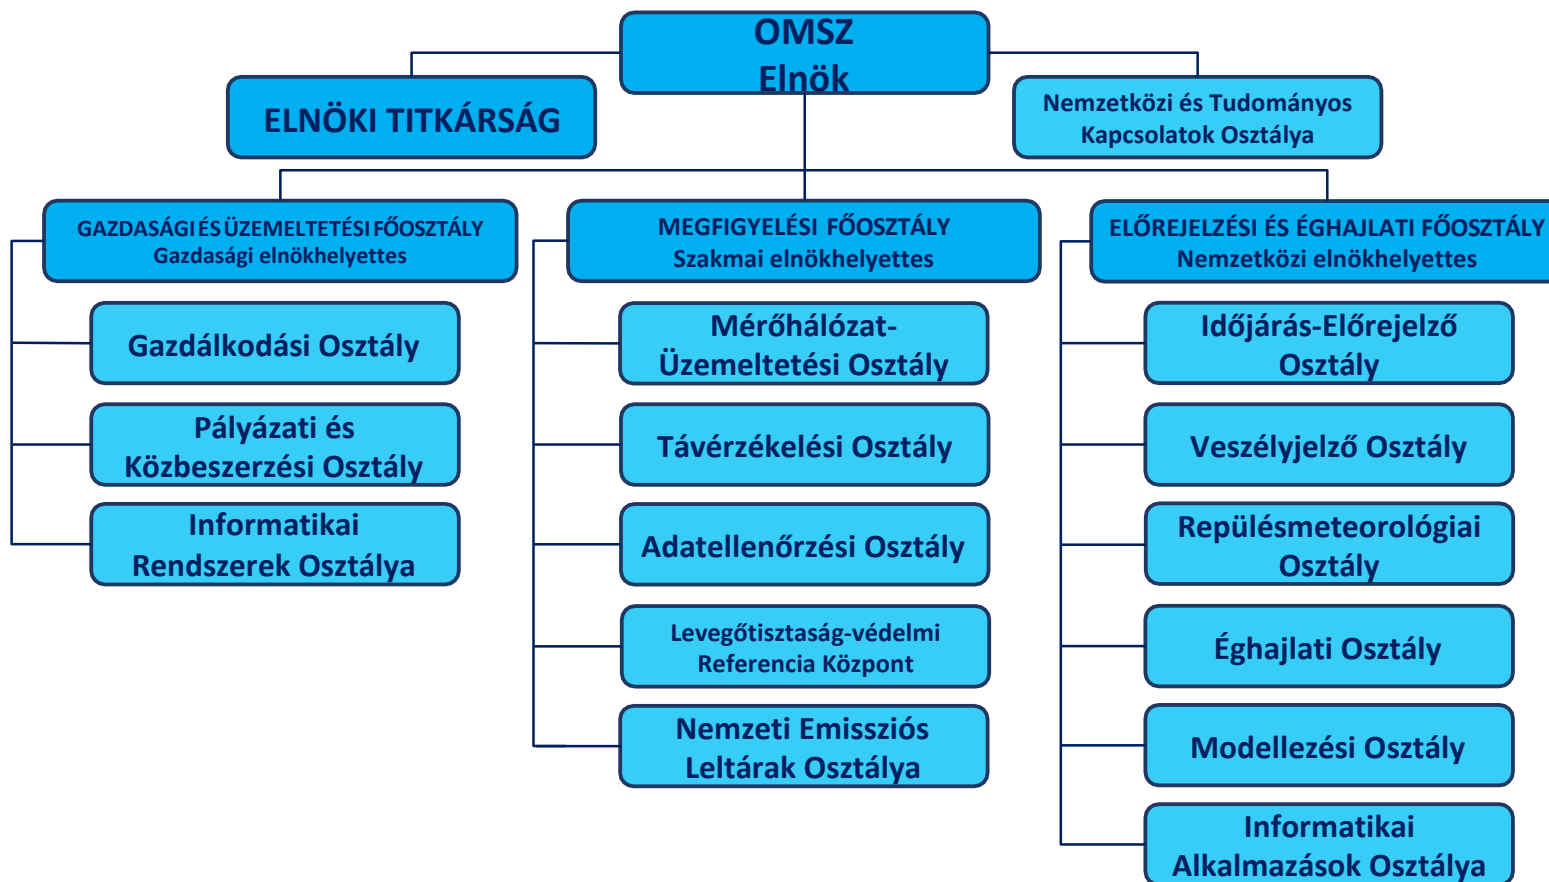 OMSZ
Elnök
ELNÖKI TITKÁRSÁG
Nemzetközi és Tudományos
Kapcsolatok Osztálya
GAZDASÁGI ÉS ÜZEMELTETÉSI FŐOSZTÁLY
Gazdasági elnökhelyettes
Gazdálkodási Osztály
Pályázati és
Közbeszerzési Osztály
Informatikai
Rendszerek Osztálya
MEGFIGYELÉSI FŐOSZTÁLY
Szakmai elnökhelyettes
Mérőhálózat-
Üzemeltetési Osztály
Távérzékelési Osztály
Adatellenőrzési Osztály
Levegőtisztaság-védelmi
Referencia Központ
Nemzeti Emissziós
Leltárak Osztálya
ELŐREJELZÉSI ÉS ÉGHAJLATI FŐOSZTÁLY
Nemzetközi elnökhelyettes
Időjárás-Előrejelző
Osztály
Veszélyjelző Osztály
Repülésmeteorológiai
Osztály
Éghajlati Osztály
Modellezési Osztály
Informatikai
Alkalmazások Osztálya